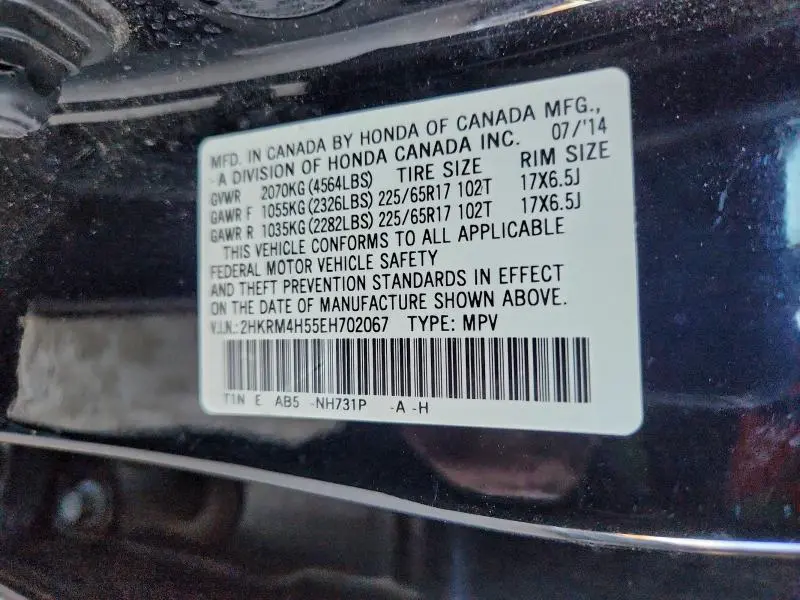 MFD. IN CANADA BY HONDA OF CANADA MFG.,
A DIVISION OF HONDA CANADA INC. 07/'14
GVWR 2070KG (4564LBS) TIRE SIZE RIM SIZE
GAWR F 1055KG (2326LBS) 225/65R17 102T 17X6.5J
GAWR R 1035KG (2282LBS) 225/65R17 102T 17X6.5J
THIS VEHICLE CONFORMS TO ALL APPLICABLE
FEDERAL MOTOR VEHICLE SAFETY
AND THEFT PREVENTION STANDARDS IN EFFECT
ON THE DATE OF MANUFACTURE SHOWN ABOVE.
V.I.N.: 2HKRM4H55EH702067 TYPE: MPV
T1N E AB5 -NH731P -A -H